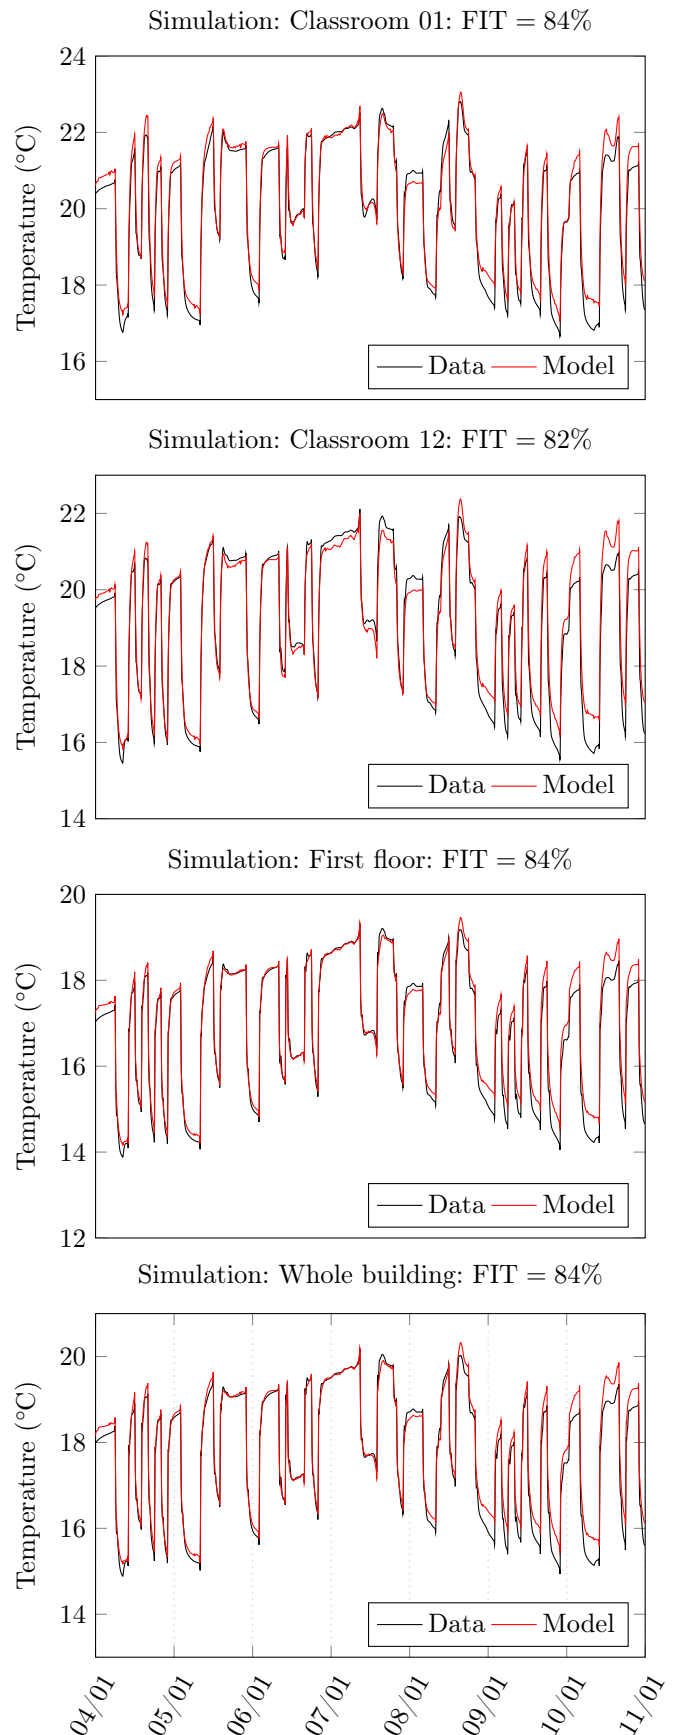 Simulation: Classroom 01: FIT = 84%
24
22
20
18
16
Temperature (°C)
Data
Model
Simulation: Classroom 12: FIT = 82%
22
20
18
16
14
Temperature (°C)
Data
Model
Simulation: First floor: FIT = 84%
20
18
16
14
12
Temperature (°C)
Data
Model
Simulation: Whole building: FIT = 84%
20
18
16
14
Temperature (°C)
Data
Model
04/01
05/01
06/01
07/01
08/01
09/01
10/01
11/01